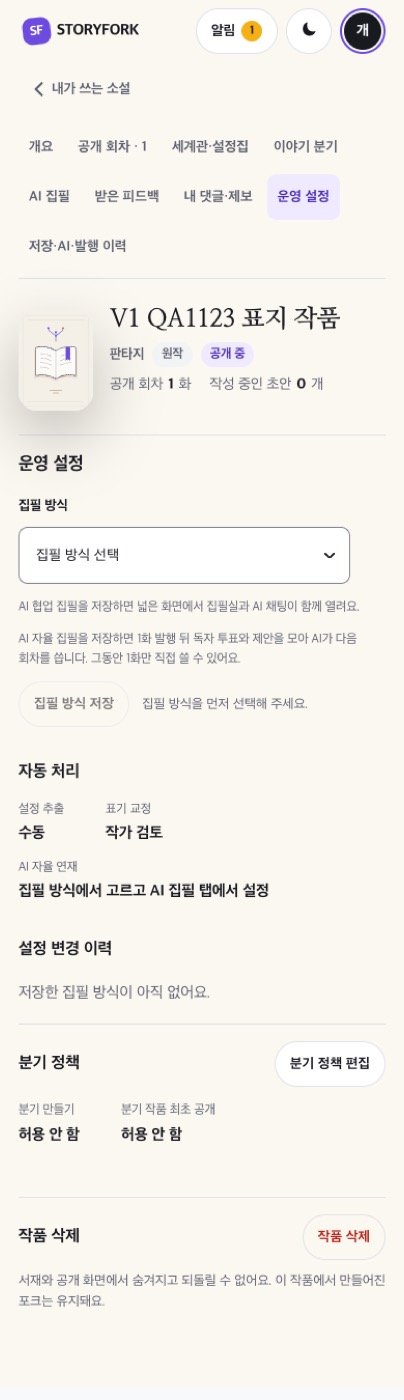 SF STORYFORK 알림 1 개
내가 쓰는 소설
개요 공개 회차 · 1 세계관·설정집 이야기 분기
AI 집필 받은 피드백 내 댓글·제보 운영 설정
저장·AI·발행 이력
V1 QA1123 표지 작품
판타지 원작 공개 중
공개 회차 1 화 작성 중인 초안 0 개
운영 설정
집필 방식
집필 방식 선택
AI 협업 집필을 저장하면 넓은 화면에서 집필실과 AI 채팅이 함께 열려요.
AI 자율 집필을 저장하면 1화 발행 뒤 독자 투표와 제안을 모아 AI가 다음
회차를 씁니다. 그동안 1화만 직접 쓸 수 있어요.
집필 방식 저장 집필 방식을 먼저 선택해 주세요.
자동 처리
설정 추출 표기 교정
수동 작가 검토
AI 자율 연재
집필 방식에서 고르고 AI 집필 탭에서 설정
설정 변경 이력
저장한 집필 방식이 아직 없어요.
분기 정책 분기 정책 편집
분기 만들기 분기 작품 최초 공개
허용 안 함 허용 안 함
작품 삭제 작품 삭제
서재와 공개 화면에서 숨겨지고 되돌릴 수 없어요. 이 작품에서 만들어진
포크는 유지돼요.